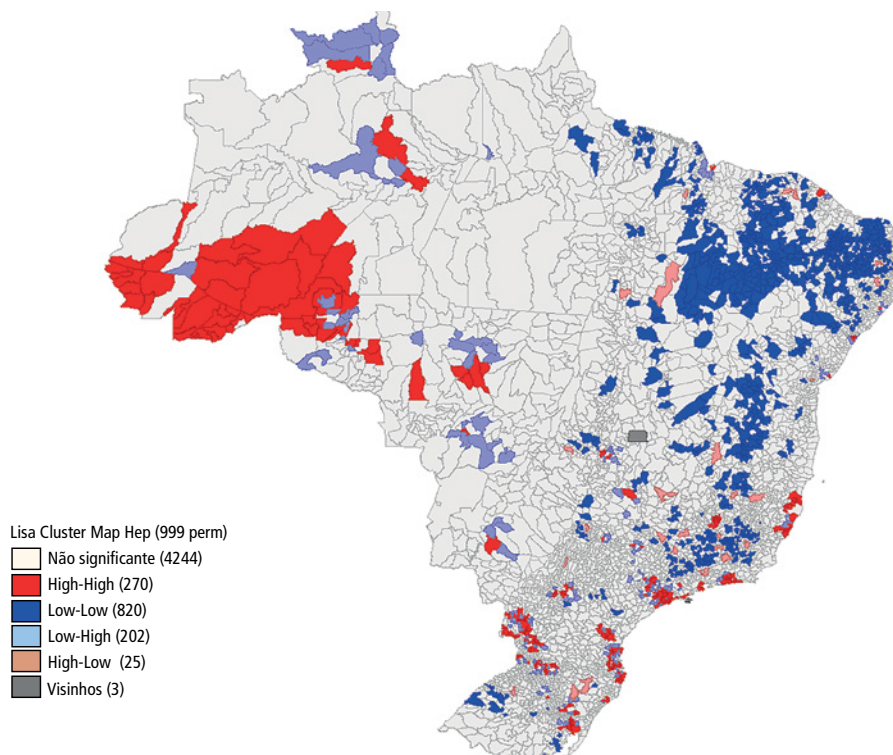 Lisa Cluster Map Hep (999 perm)
Não significante (4244)
High-High (270)
Low-Low (820)
Low-High (202)
High-Low (25)
Visinhos (3)